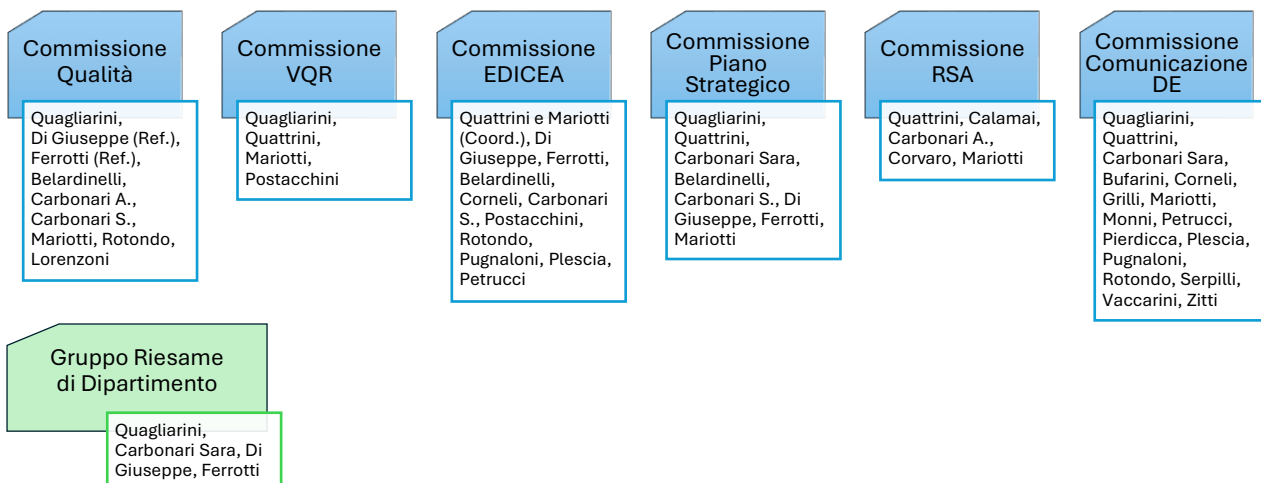 Commissione
Qualità
Quagliarini,
Di Giuseppe (Ref.),
Ferrotti (Ref.),
Belardinelli,
Carbonari A.,
Carbonari S.,
Mariotti, Rotondo,
Lorenzoni
Commissione
VQR
Quagliarini,
Quattrini,
Mariotti,
Postacchini
Commissione
EDICEA
Quattrini e Mariotti
(Coord.), Di
Giuseppe, Ferrotti,
Belardinelli,
Corneli, Carbonari
S., Postacchini,
Rotondo,
Pugnaloni, Plescia,
Petrucci
Commissione
Piano
Strategico
Quagliarini,
Quattrini,
Carbonari Sara,
Belardinelli,
Carbonari S., Di
Giuseppe, Ferrotti,
Mariotti
Commissione
RSA
Quattrini, Calamai,
Carbonari A.,
Corvaro, Mariotti
Commissione
Comunicazione
DE
Quagliarini,
Quattrini,
Carbonari Sara,
Bufarini, Corneli,
Grilli, Mariotti,
Monni, Petrucci,
Pierdicca, Plescia,
Pugnaloni,
Rotondo, Serpilli,
Vaccarini, Zitti
Gruppo Riesame
di Dipartimento
Quagliarini,
Carbonari Sara, Di
Giuseppe, Ferrotti